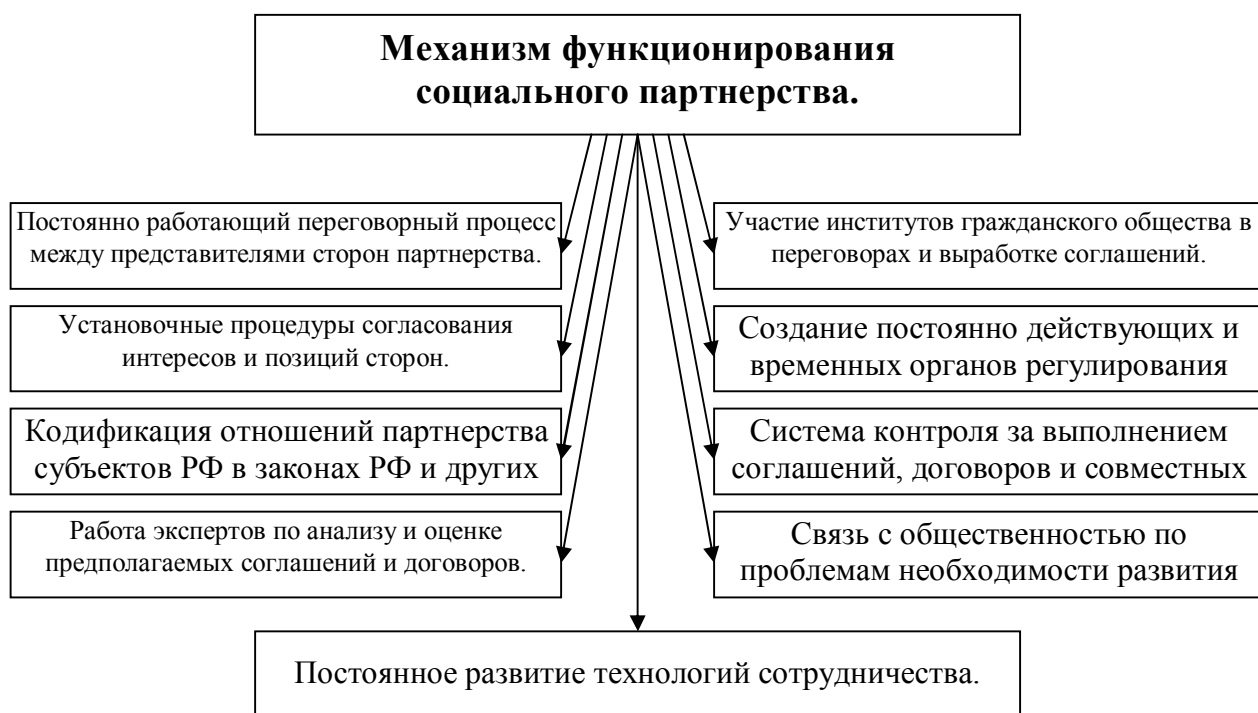 Механизм функционирования
социального партнерства.
Постоянно работающий переговорный процесс
между представителями сторон партнерства.
Установочные процедуры согласования
интересов и позиций сторон.
Кодификация отношений партнерства
субъектов РФ в законах РФ и других
Работа экспертов по анализу и оценке
предполагаемых соглашений и договоров.
Участие институтов гражданского общества в
переговорах и выработке соглашений.
Создание постоянно действующих и
временных органов регулирования
Система контроля за выполнением
соглашений, договоров и совместных
Связь с общественностью по
проблемам необходимости развития
Постоянное развитие технологий сотрудничества.